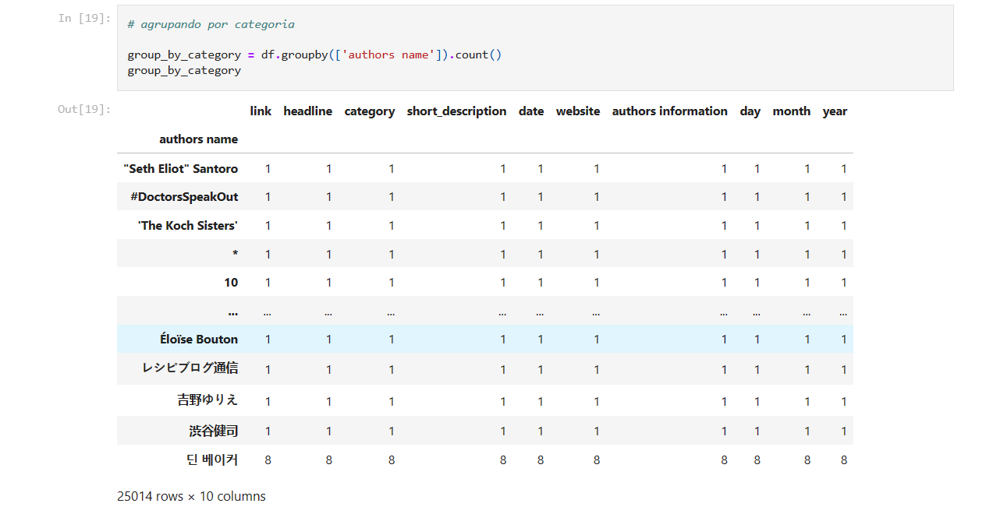 In [19]:
# agrupando por categoria
group_by_category = df.groupby(['authors name']).count()
group_by_category
Out[19]:
link headline category short_description date website authors information day month year
authors name
"Seth Eliot" Santoro 1 1 1 1 1 1 1 1 1 1
#DoctorsSpeakOut 1 1 1 1 1 1 1 1 1 1
'The Koch Sisters' 1 1 1 1 1 1 1 1 1 1
* 1 1 1 1 1 1 1 1 1 1
10 1 1 1 1 1 1 1 1 1 1
... ... ... ... ... ... ... ... ... ... ...
Éloïse Bouton 1 1 1 1 1 1 1 1 1 1
レシピブログ通信 1 1 1 1 1 1 1 1 1 1
吉野ゆりえ 1 1 1 1 1 1 1 1 1 1
渋谷健司 1 1 1 1 1 1 1 1 1 1
딘 베이커 8 8 8 8 8 8 8 8 8 8
25014 rows × 10 columns